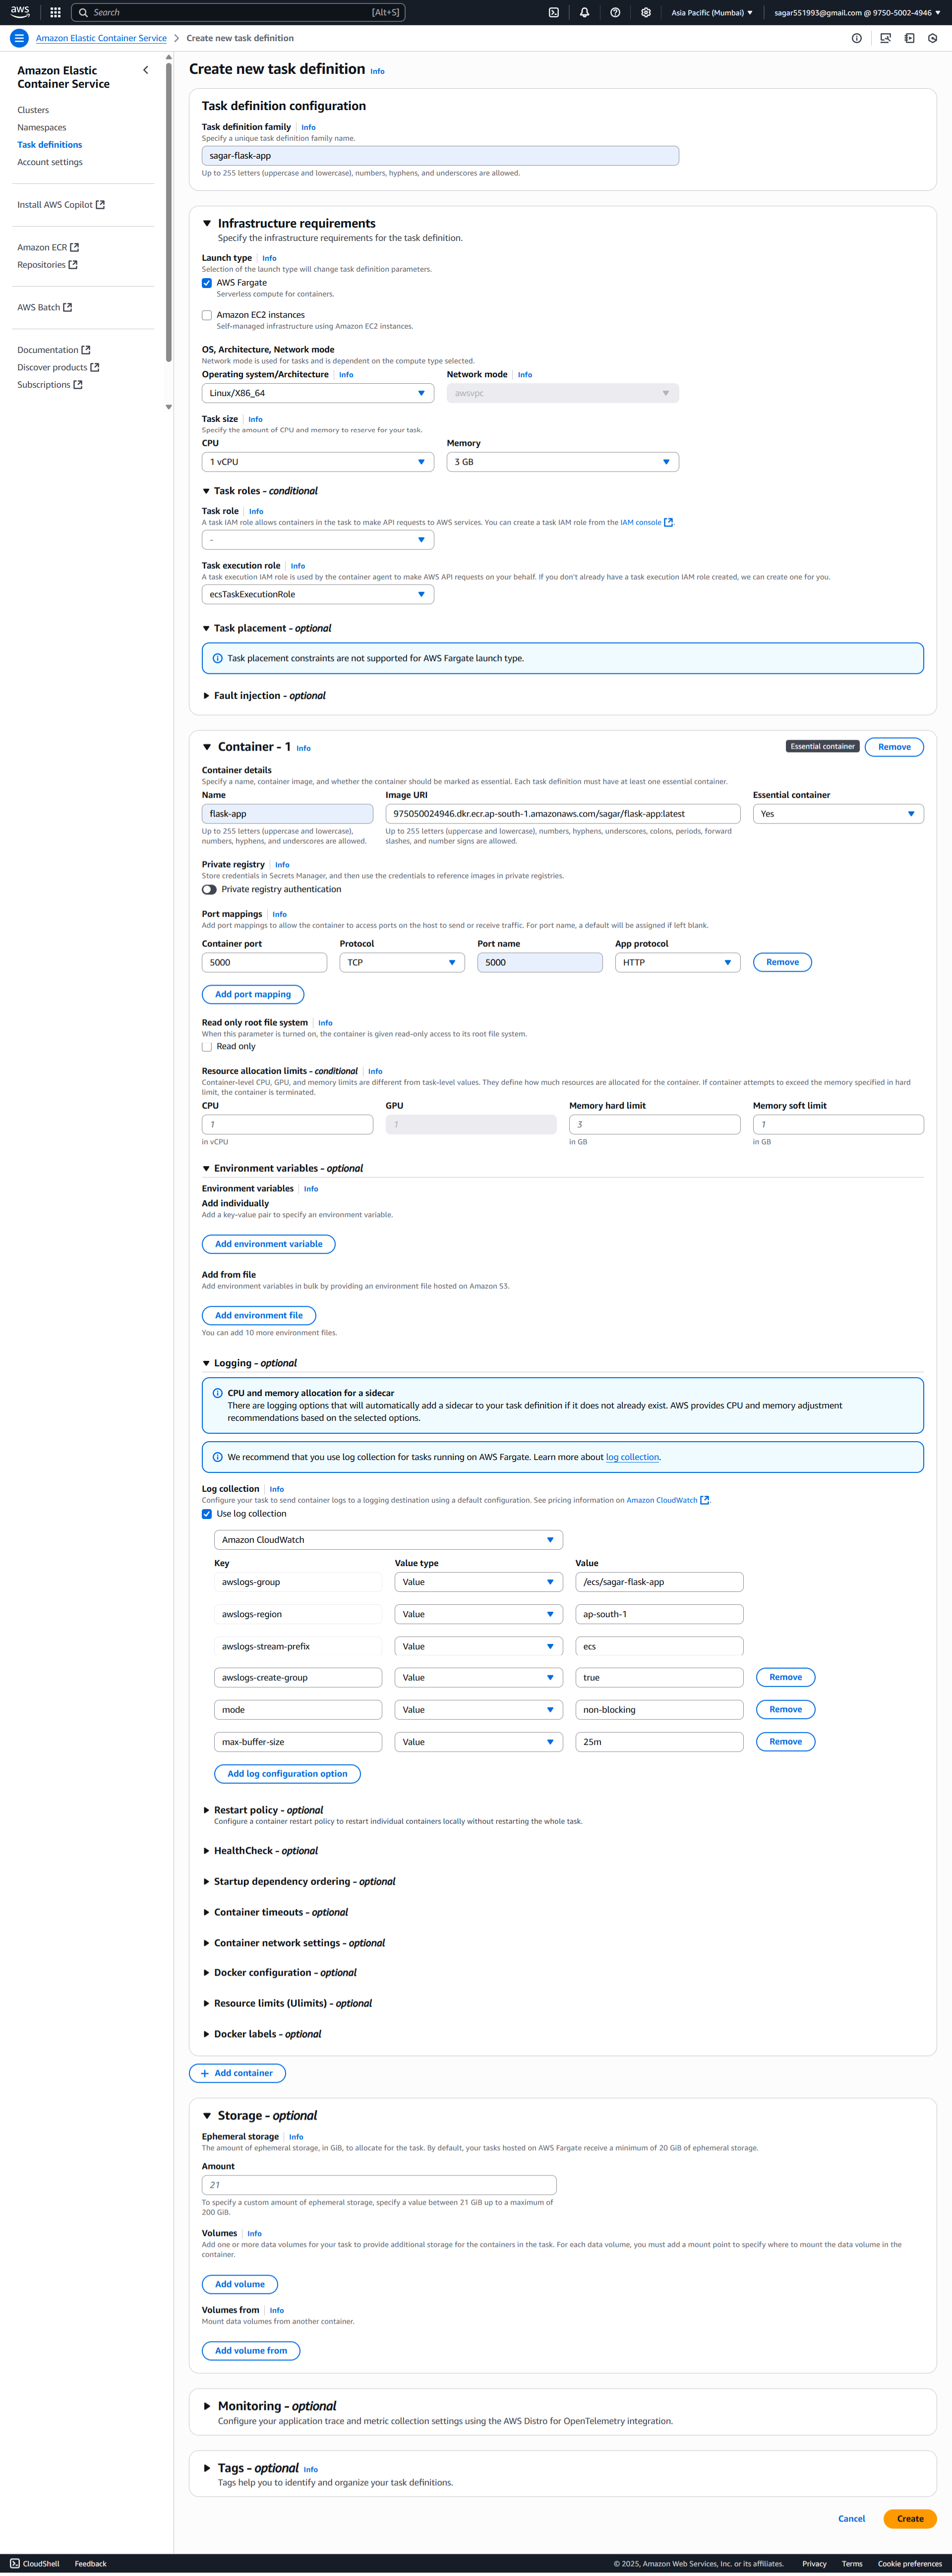 aws
Search
[Alt+S]
Asia Pacific (Mumbai)
sagar551993@gmail.com @ 9750-5002-4946
Amazon Elastic Container Service
Create new task definition
Amazon Elastic
Container Service
Clusters
Namespaces
Task definitions
Account settings
Install AWS Copilot
Amazon ECR
Repositories
AWS Batch
Documentation
Discover products
Subscriptions
Create new task definition Info
Task definition configuration
Task definition family Info
Specify a unique task definition family name.
sagar-flask-app
Up to 255 letters (uppercase and lowercase), numbers, hyphens, and underscores are allowed.
Infrastructure requirements
Specify the infrastructure requirements for the task definition.
Launch type Info
Selection of the launch type will change task definition parameters.
AWS Fargate
Serverless compute for containers.
Amazon EC2 instances
Self-managed infrastructure using Amazon EC2 instances.
OS, Architecture, Network mode
Network mode is used for tasks and is dependent on the compute type selected.
Operating system/Architecture Info
Network mode Info
Linux/X86_64
awsvpc
Task size Info
Specify the amount of CPU and memory to reserve for your task.
CPU
Memory
1 vCPU
3 GB
Task roles - conditional
Task role Info
A task IAM role allows containers in the task to make API requests to AWS services. You can create a task IAM role from the IAM console.
-
Task execution role Info
A task execution IAM role is used by the container agent to make AWS API requests on your behalf. If you don't already have a task execution IAM role created, we can create one for you.
ecsTaskExecutionRole
Task placement - optional
Task placement constraints are not supported for AWS Fargate launch type.
Fault injection - optional
Container - 1 Info
Essential container
Remove
Container details
Specify a name, container image, and whether the container should be marked as essential. Each task definition must have at least one essential container.
Name
Image URI
Essential container
flask-app
975050024946.dkr.ecr.ap-south-1.amazonaws.com/sagar/flask-app:latest
Yes
Up to 255 letters (uppercase and lowercase),
numbers, hyphens, and underscores are allowed.
Up to 255 letters (uppercase and lowercase), numbers, hyphens, underscores, colons, periods, forward
slashes, and number signs are allowed.
Private registry Info
Store credentials in Secrets Manager, and then use the credentials to reference images in private registries.
Private registry authentication
Port mappings Info
Add port mappings to allow the container to access ports on the host to send or receive traffic. For port name, a default will be assigned if left blank.
Container port
Protocol
Port name
App protocol
5000
TCP
5000
HTTP
Remove
Add port mapping
Read only root file system Info
When this parameter is turned on, the container is given read-only access to its root file system.
Read only
Resource allocation limits - conditional Info
Container-level CPU, GPU, and memory limits are different from task-level values. They define how much resources are allocated for the container. If container attempts to exceed the memory specified in hard
limit, the container is terminated.
CPU
GPU
Memory hard limit
Memory soft limit
1
1
3
1
in vCPU
in GB
in GB
Environment variables - optional
Environment variables Info
Add individually
Add a key-value pair to specify an environment variable.
Add environment variable
Add from file
Add environment variables in bulk by providing an environment file hosted on Amazon S3.
Add environment file
You can add 10 more environment files.
Logging - optional
CPU and memory allocation for a sidecar
There are logging options that will automatically add a sidecar to your task definition if it does not already exist. AWS provides CPU and memory adjustment
recommendations based on the selected options.
We recommend that you use log collection for tasks running on AWS Fargate. Learn more about log collection.
Log collection Info
Configure your task to send container logs to a logging destination using a default configuration. See pricing information on Amazon CloudWatch
Use log collection
Amazon CloudWatch
Key
Value type
Value
awslogs-group
Value
/ecs/sagar-flask-app
awslogs-region
Value
ap-south-1
awslogs-stream-prefix
Value
ecs
awslogs-create-group
Value
true
Remove
mode
Value
non-blocking
Remove
max-buffer-size
Value
25m
Remove
Add log configuration option
Restart policy - optional
Configure a container restart policy to restart individual containers locally without restarting the whole task.
HealthCheck - optional
Startup dependency ordering - optional
Container timeouts - optional
Container network settings - optional
Docker configuration - optional
Resource limits (Ulimits) - optional
Docker labels - optional
Add container
Storage - optional
Ephemeral storage Info
The amount of ephemeral storage, in GiB, to allocate for the task. By default, your tasks hosted on AWS Fargate receive a minimum of 20 GiB of ephemeral storage.
Amount
21
To specify a custom amount of ephemeral storage, specify a value between 21 GiB up to a maximum of
200 GiB.
Volumes Info
Add one or more data volumes for your task to provide additional storage for the containers in the task. For each data volume, you must add a mount point to specify where to mount the data volume in the
container.
Add volume
Volumes from Info
Mount data volumes from another container.
Add volume from
Monitoring - optional
Configure your application trace and metric collection settings using the AWS Distro for OpenTelemetry integration.
Tags - optional Info
Tags help you to identify and organize your task definitions.
Cancel
Create
CloudShell
Feedback
© 2025, Amazon Web Services, Inc. or its affiliates.
Privacy
Terms
Cookie preferences